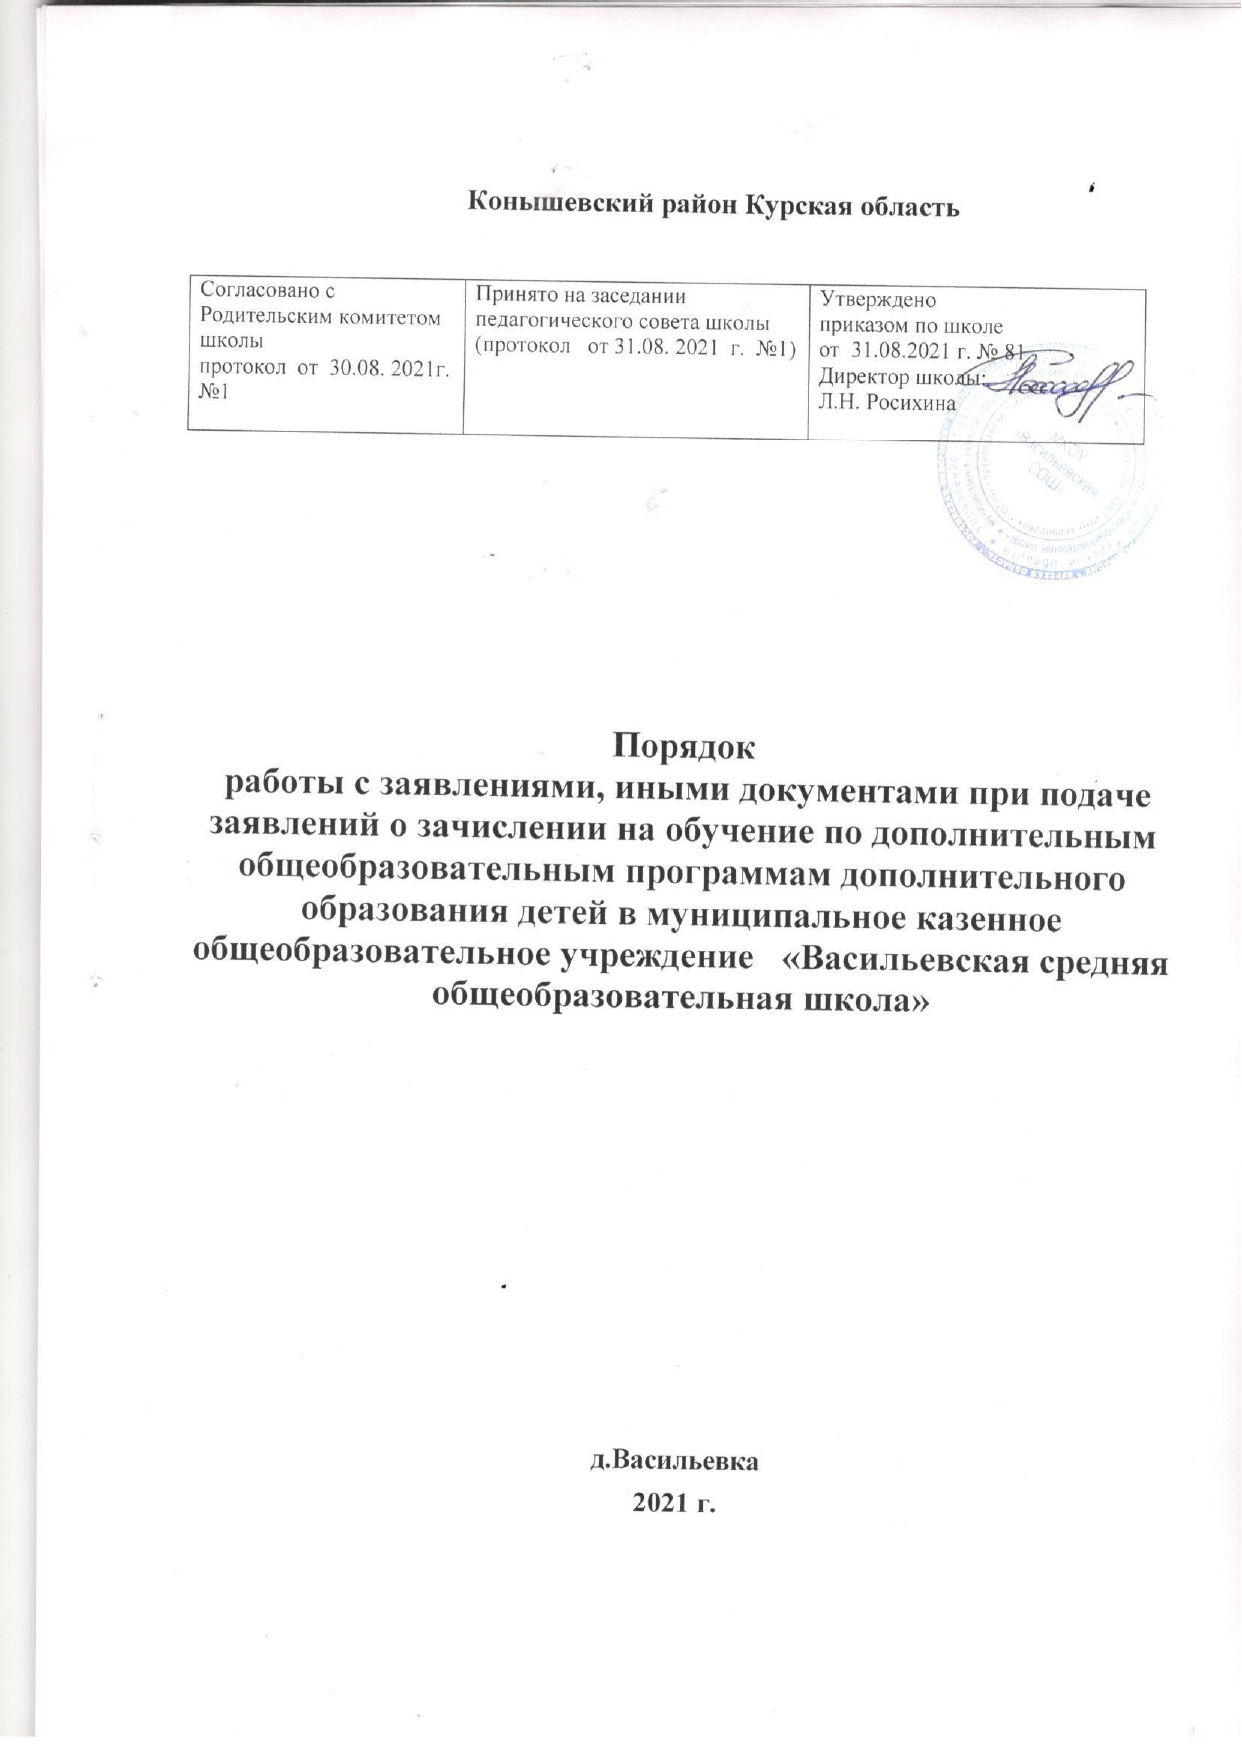 Конышевский район Курская область
Согласовано с
Родительским комитетом
школы
протокол от 30.08. 2021г.
№1
Принято на заседании
педагогического совета школы
(протокол от 31.08. 2021 г. №1)
Утверждено
приказом по школе
от 31.08.2021 г. № 81
Директор школы:
Л.Н. Росихина
МКОУ
«Васильевская
СОШ»
Порядок
работы с заявлениями, иными документами при подаче
заявлений о зачислении на обучение по дополнительным
общеобразовательным программам дополнительного
образования детей в муниципальное казенное
общеобразовательное учреждение «Васильевская средняя
общеобразовательная школа»
д.Васильевка
2021 г.